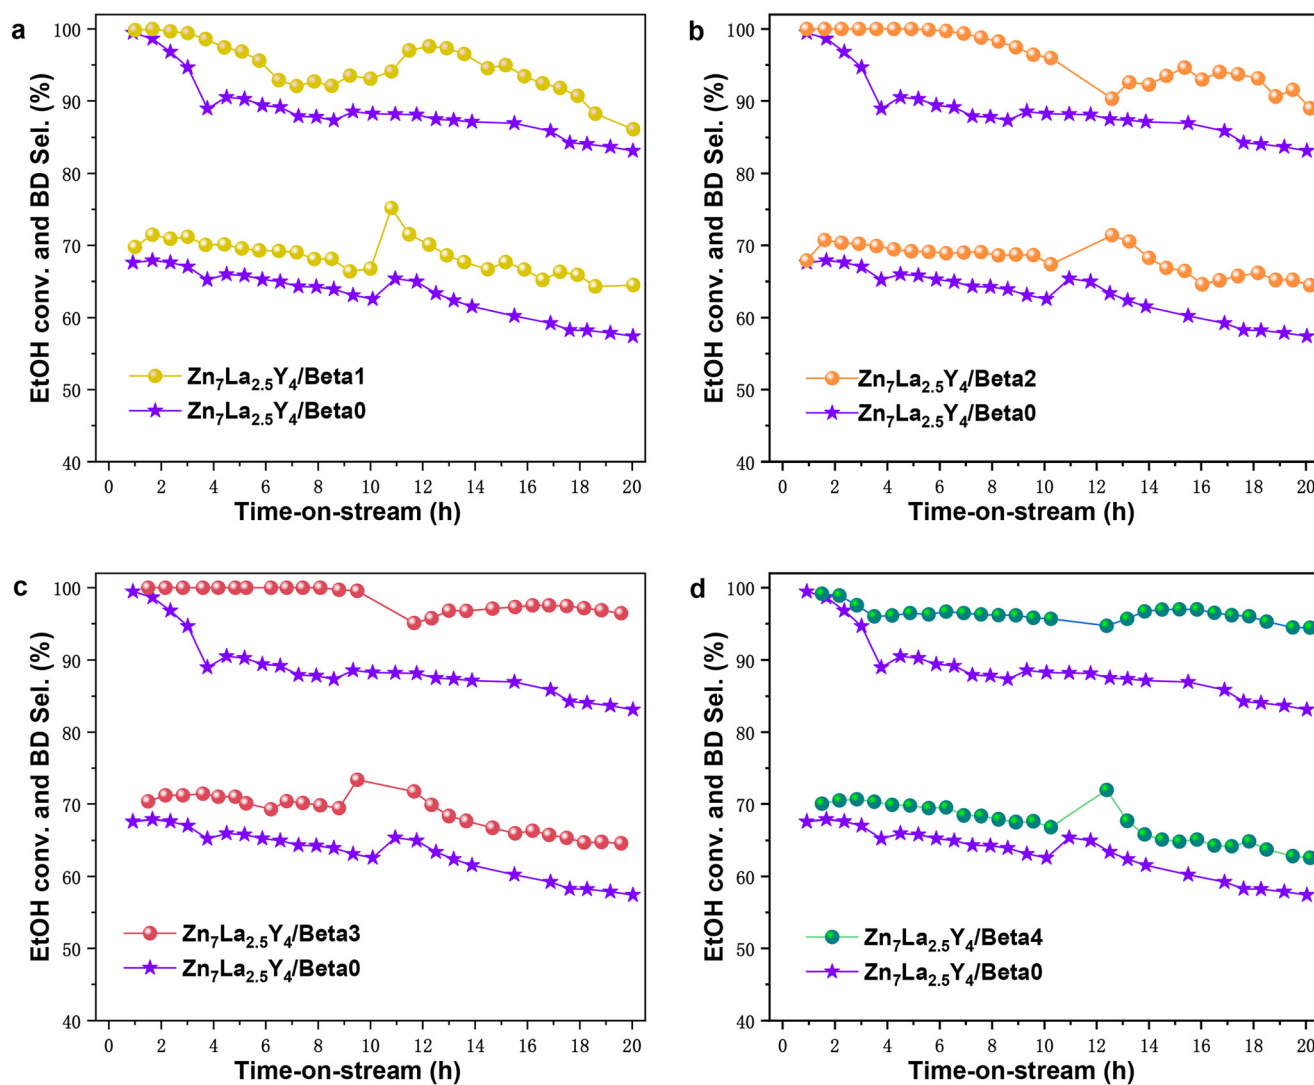 a
EtOH conv. and BD Sel. (%)
100
90
80
70
60
50
40
Zn₇La₂.₅Y₄/Beta1
Zn₇La₂.₅Y₄/Beta0
0 2 4 6 8 10 12 14 16 18 20
Time-on-stream (h)
b
EtOH conv. and BD Sel. (%)
100
90
80
70
60
50
40
Zn₇La₂.₅Y₄/Beta2
Zn₇La₂.₅Y₄/Beta0
0 2 4 6 8 10 12 14 16 18 20
Time-on-stream (h)
c
EtOH conv. and BD Sel. (%)
100
90
80
70
60
50
40
Zn₇La₂.₅Y₄/Beta3
Zn₇La₂.₅Y₄/Beta0
0 2 4 6 8 10 12 14 16 18 20
Time-on-stream (h)
d
EtOH conv. and BD Sel. (%)
100
90
80
70
60
50
40
Zn₇La₂.₅Y₄/Beta4
Zn₇La₂.₅Y₄/Beta0
0 2 4 6 8 10 12 14 16 18 20
Time-on-stream (h)